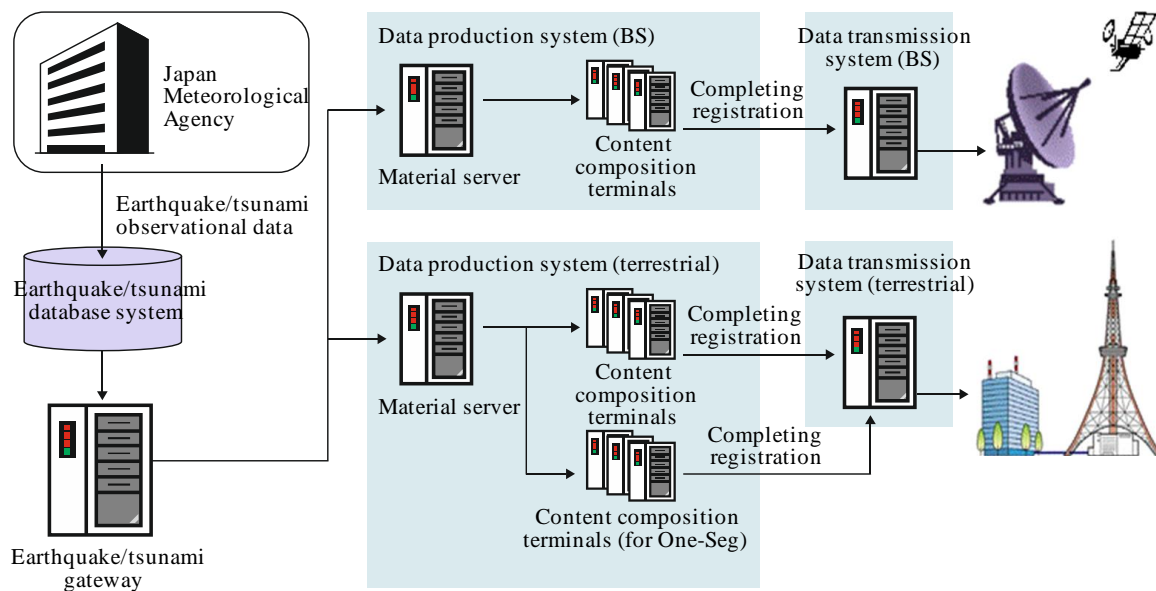 Japan
Meteorological
Agency
Earthquake/tsunami
observational data
Earthquake/tsunami
database system
Earthquake/tsunami
gateway
Data production system (BS)
Material server
Content
composition
terminals
Completing
registration
Data transmission
system (BS)
Data production system (terrestrial)
Material server
Content
composition
terminals
Completing
registration
Content composition
terminals (for One-Seg)
Completing
registration
Data transmission
system (terrestrial)